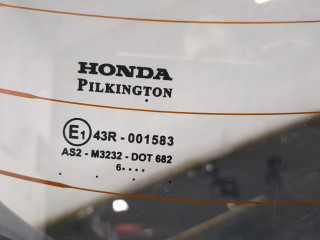 HONDA
PILKINGTON
E1 43R - 001583
AS2 - M3232 - DOT 682
6....